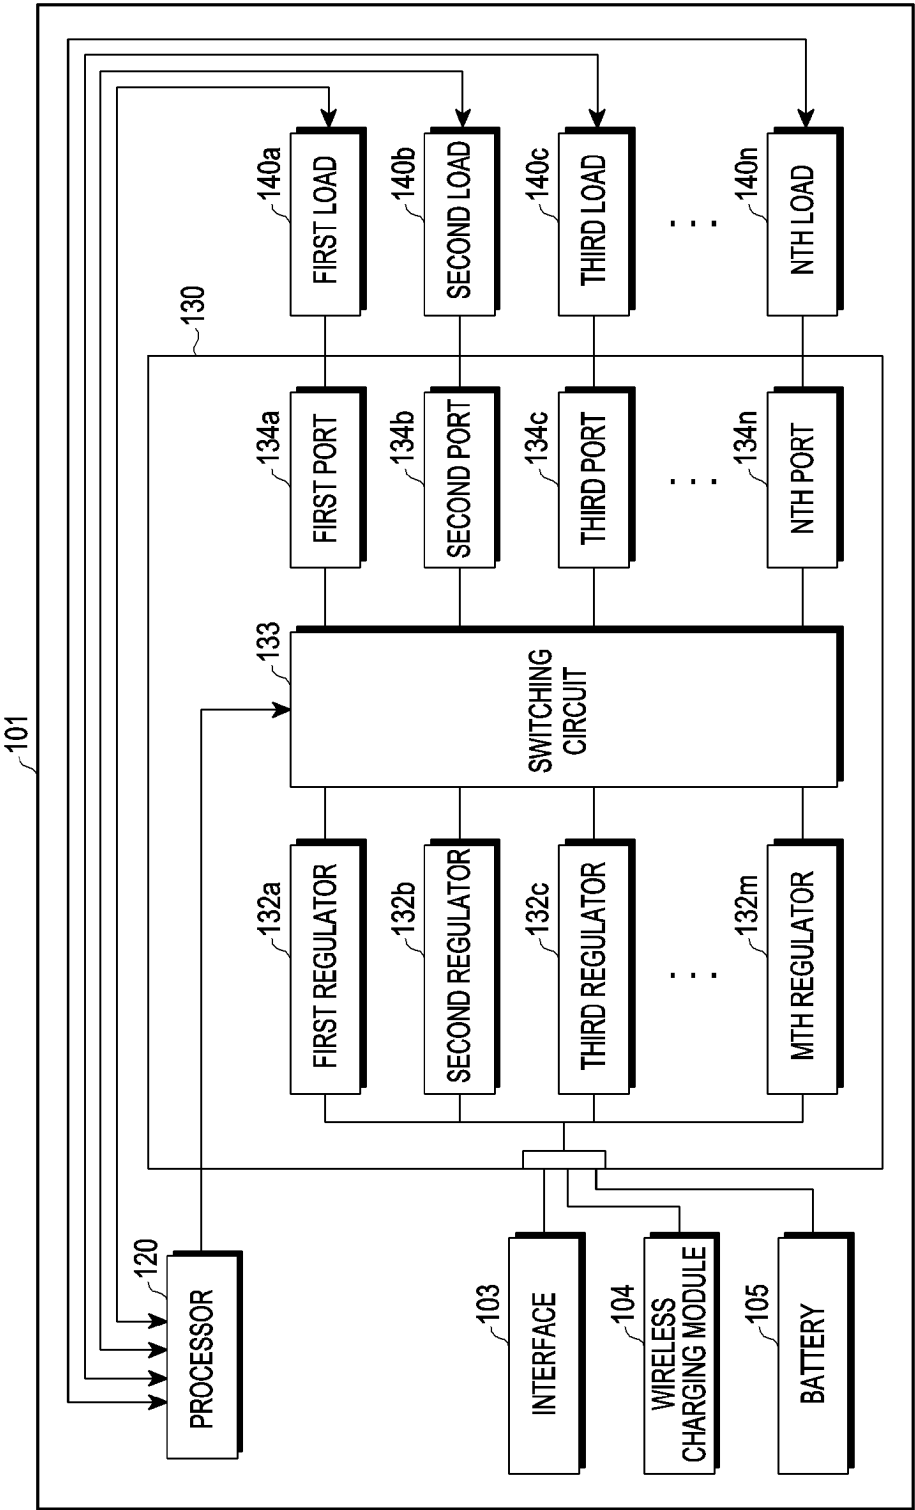 101
120
PROCESSOR
103
INTERFACE
104
WIRELESS
CHARGING MODULE
105
BATTERY
130
132a
FIRST REGULATOR
132b
SECOND REGULATOR
132c
THIRD REGULATOR
. . .
132m
MTH REGULATOR
133
SWITCHING
CIRCUIT
134a
FIRST PORT
134b
SECOND PORT
134c
THIRD PORT
. . .
134n
NTH PORT
140a
FIRST LOAD
140b
SECOND LOAD
140c
THIRD LOAD
. . .
140n
NTH LOAD